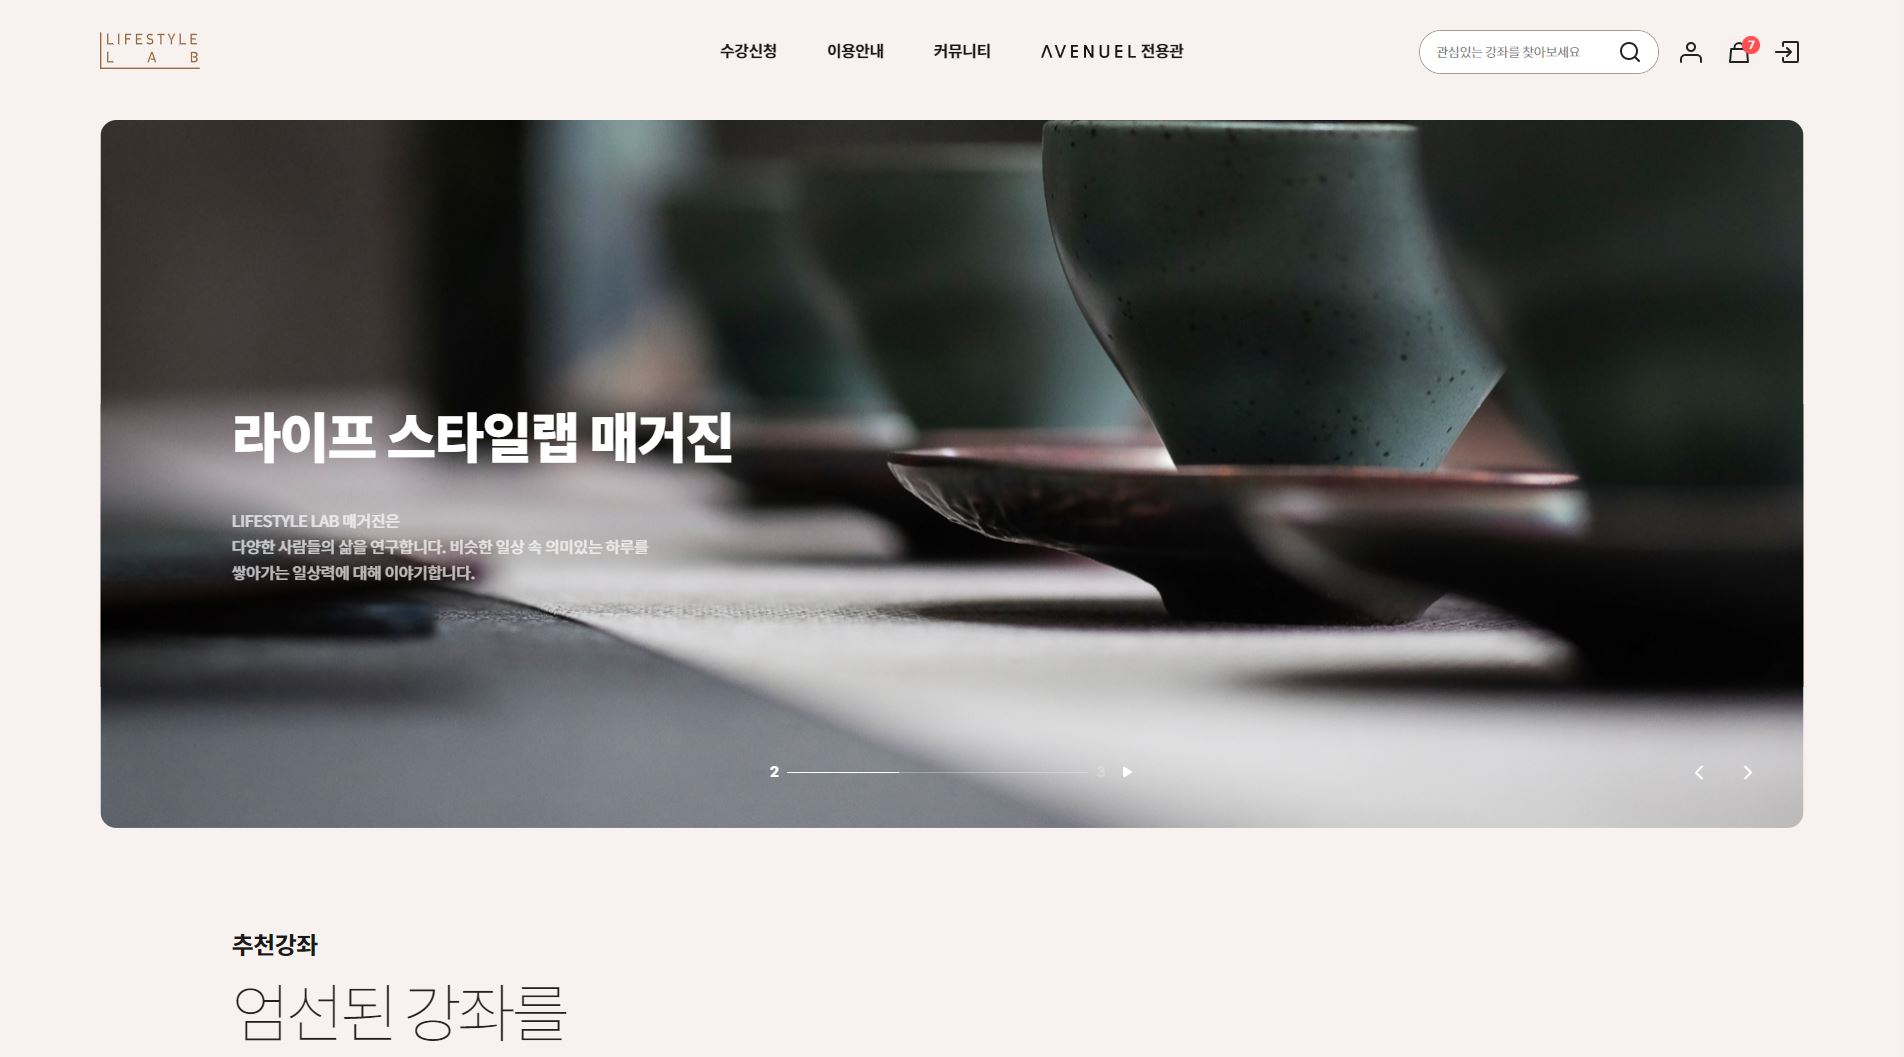 LIFESTYLE
LAB
수강신청
이용안내
커뮤니티
AVENUEL 전용관
관심있는 강좌를 찾아보세요
7
라이프 스타일랩 매거진
LIFESTYLE LAB 매거진은
다양한 사람들의 삶을 연구합니다. 비슷한 일상 속 의미있는 하루를
쌓아가는 일상력에 대해 이야기합니다.
2
3
추천강좌
엄선된 강좌를